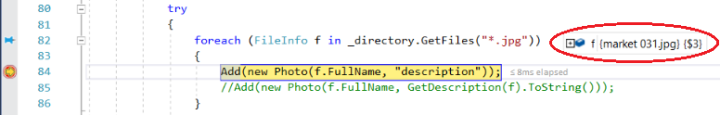 80 try
81 {
82 foreach (FileInfo f in _directory.GetFiles("*.jpg")) f {market 031.jpg} {$3}
83 {
84 Add(new Photo(f.FullName, "description")); ≤ 8ms elapsed
85 //Add(new Photo(f.FullName, GetDescription(f).ToString()));
86 }